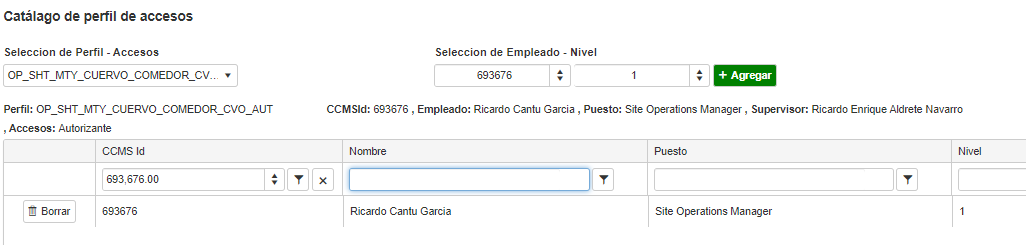 Catálago de perfil de accesos
Seleccion de Perfil - Accesos Seleccion de Empleado - Nivel
OP_SHT_MTY_CUERVO_COMEDOR_CV... 693676 1 + Agregar
Perfil: OP_SHT_MTY_CUERVO_COMEDOR_CVO_AUT CCMSId: 693676 , Empleado: Ricardo Cantu Garcia , Puesto: Site Operations Manager , Supervisor: Ricardo Enrique Aldrete Navarro
, Accesos: Autorizante
CCMS Id Nombre Puesto Nivel
693,676.00
Borrar 693676 Ricardo Cantu Garcia Site Operations Manager 1